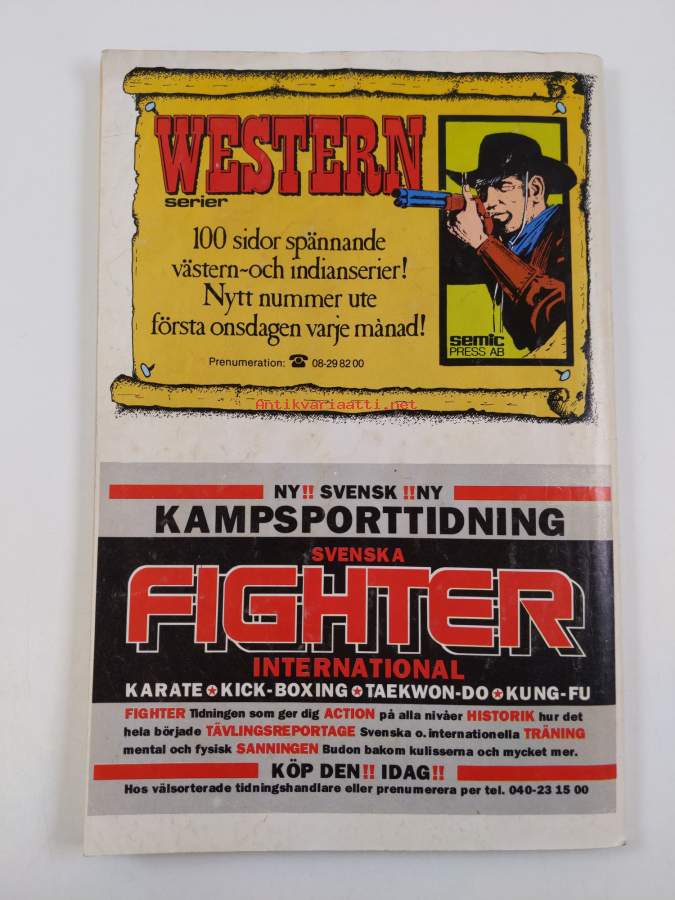 WESTERN
serier
100 sidor spännande
västern-och indianserier!
Nytt nummer ute
första onsdagen varje månad!
semic
PRESS AB
Prenumeration: ☎ 08-29 82 00
Antikvariaatti.net
NY!! SVENSK !!NY
KAMPSPORTTIDNING
SVENSKA
FIGHTER
INTERNATIONAL
KARATE ✪ KICK-BOXING ✪ TAEKWON-DO ✪ KUNG-FU
FIGHTER Tidningen som ger dig ACTION på alla nivåer HISTORIK hur det
hela började TÄVLINGSREPORTAGE Svenska o. internationella TRÄNING
mental och fysisk SANNINGEN Budon bakom kulisserna och mycket mer.
KÖP DEN!! IDAG!!
Hos välsorterade tidningshandlare eller prenumerera per tel. 040-23 15 00